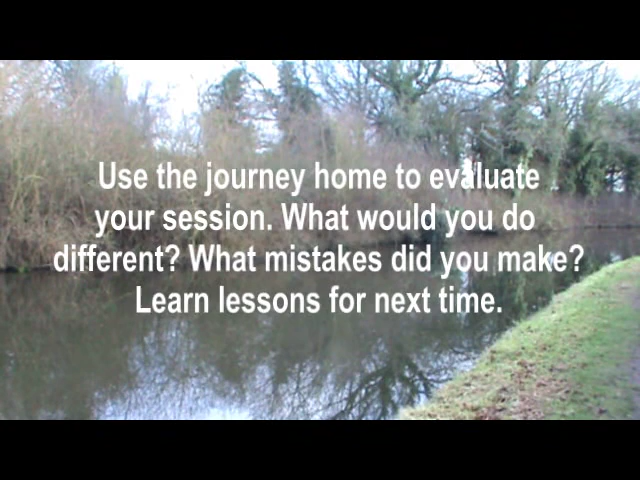 Use the journey home to evaluate
your session. What would you do
different? What mistakes did you make?
Learn lessons for next time.